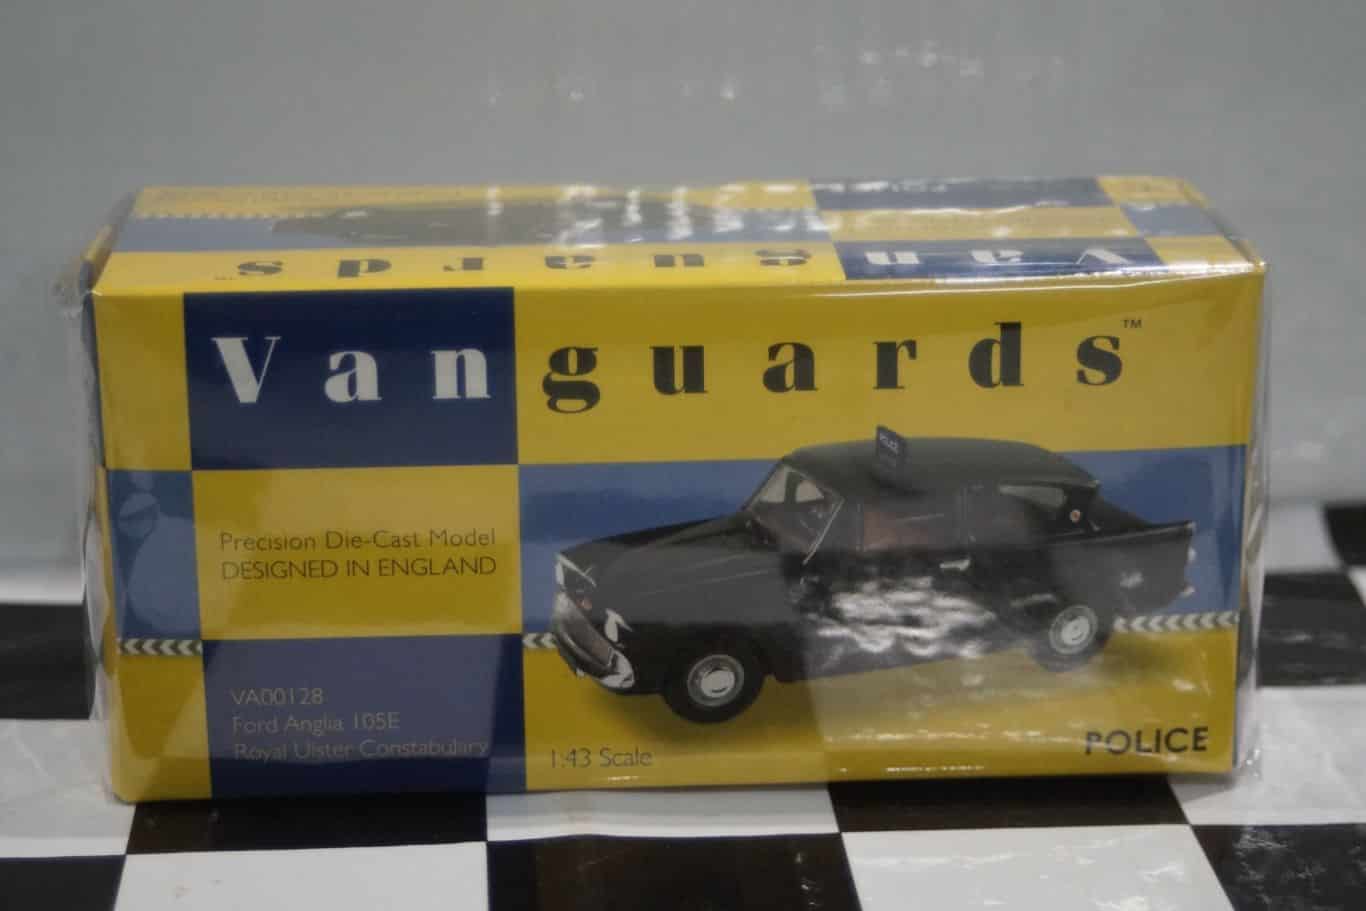 Vanguards™
Vanguards™
POLICE
Precision Die-Cast Model
DESIGNED IN ENGLAND
VA00128
Ford Anglia 105E
Royal Ulster Constabulary
1:43 Scale
POLICE